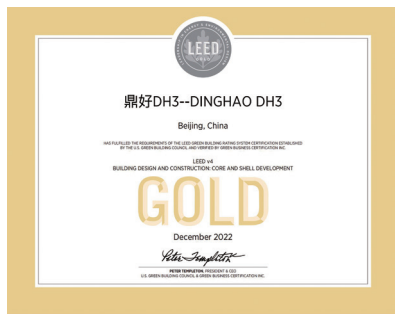 LEED
鼎好DH3--DINGHAO DH3
Beijing, China
HAS FULFILLED THE REQUIREMENTS OF THE LEED GREEN BUILDING RATING SYSTEM CERTIFICATION ESTABLISHED
BY THE U.S. GREEN BUILDING COUNCIL AND VERIFIED BY GREEN BUSINESS CERTIFICATION INC.
LEED v4
BUILDING DESIGN AND CONSTRUCTION: CORE AND SHELL DEVELOPMENT
GOLD
December 2022
Peter Templeton
PETER TEMPLETON, PRESIDENT & CEO
U.S. GREEN BUILDING COUNCIL & GREEN BUSINESS CERTIFICATION INC.